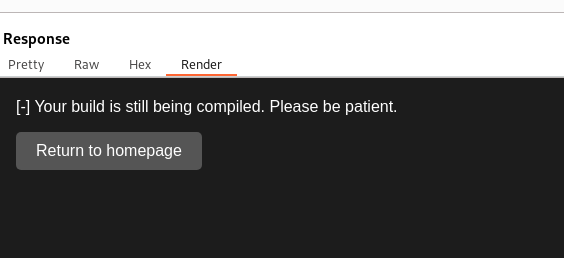 Response
Pretty Raw Hex Render
[-] Your build is still being compiled. Please be patient.
Return to homepage